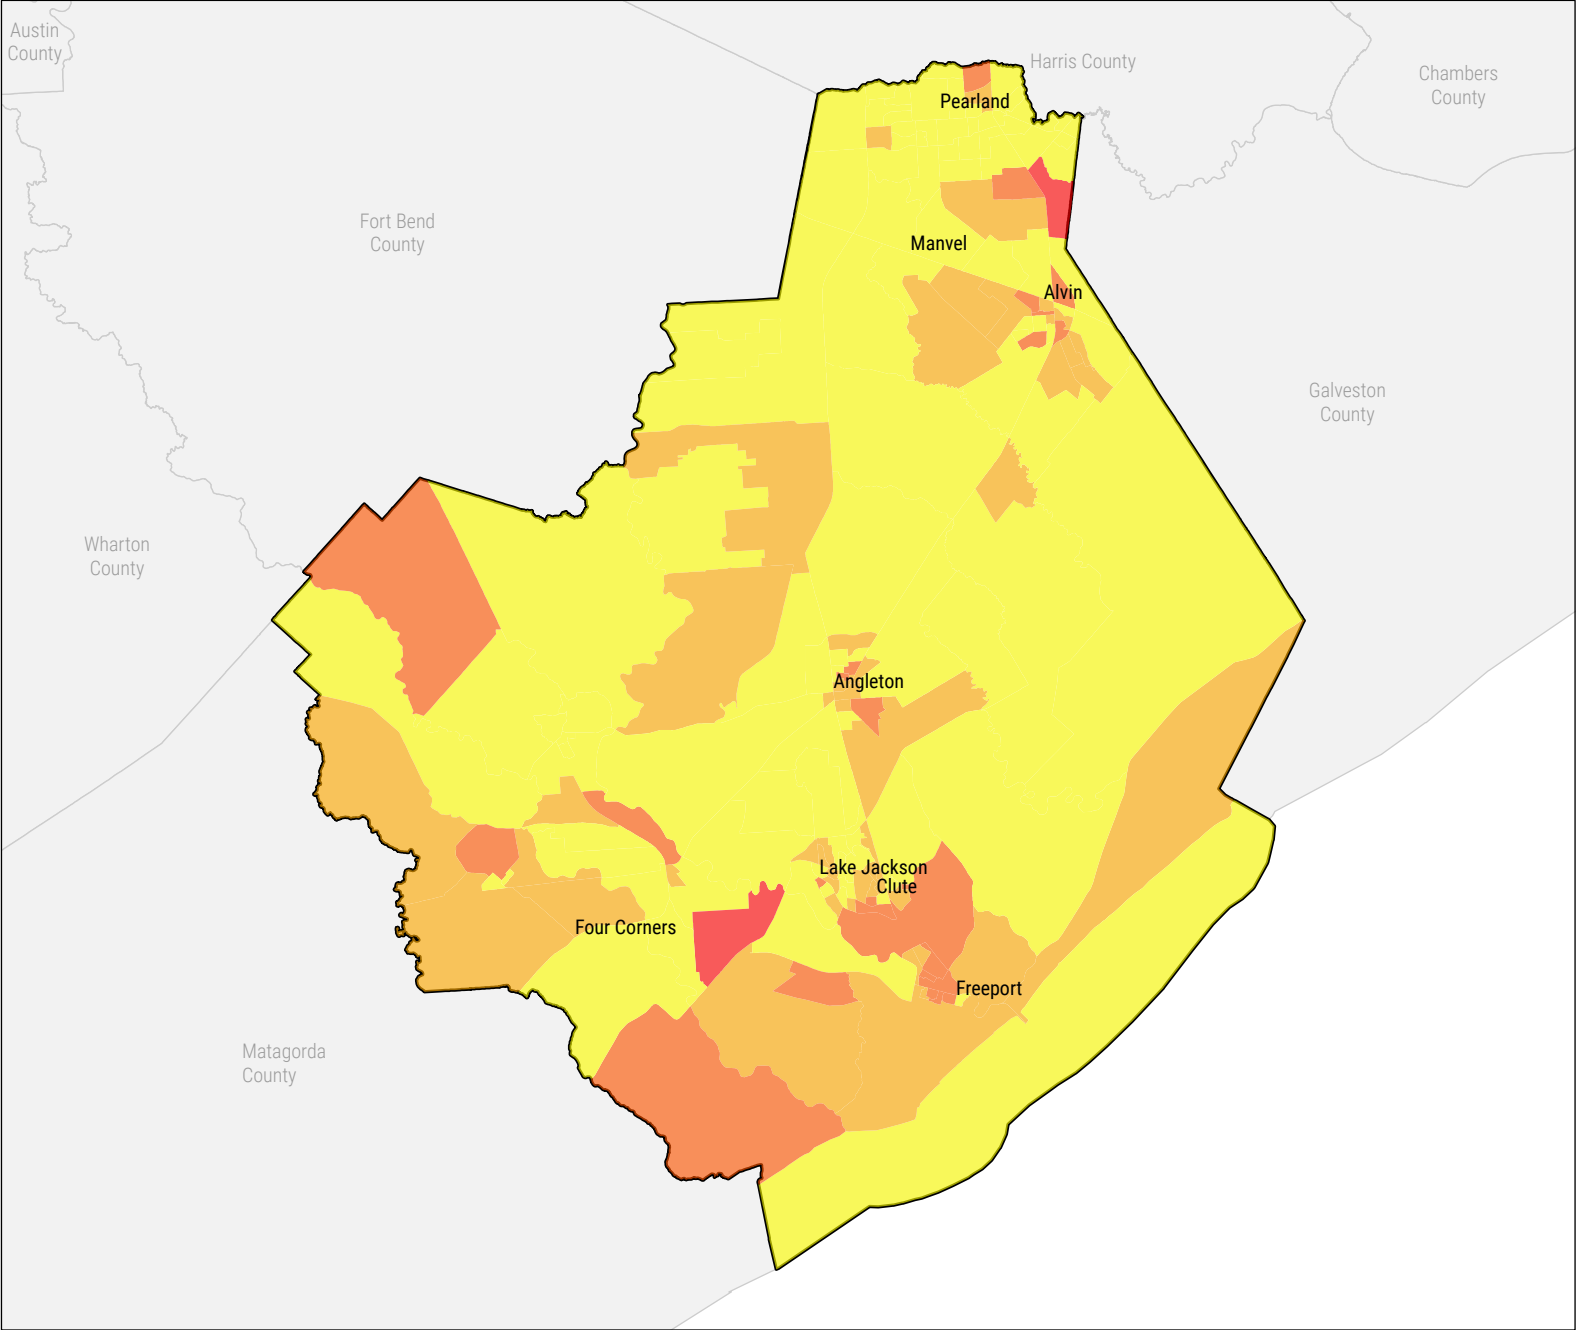 Austin
County
Harris County
Chambers
County
Pearland
Fort Bend
County
Manvel
Alvin
Galveston
County
Wharton
County
Angleton
Lake Jackson
Clute
Four Corners
Freeport
Matagorda
County